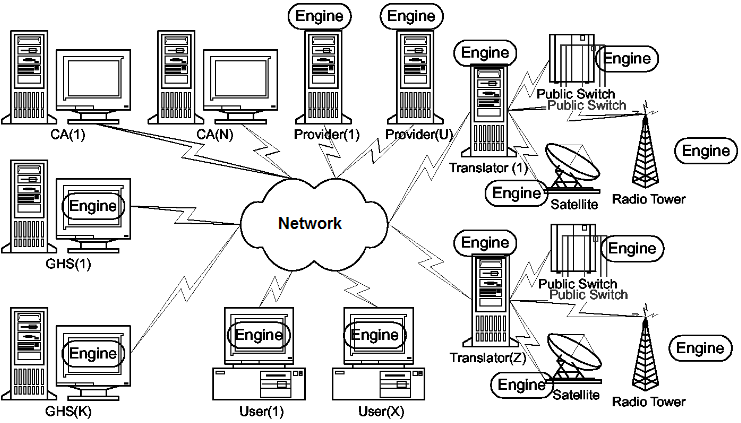 Engine
Engine
Engine
Engine
CA(1)
CA(N)
Provider(1)
Provider(U)
Public Switch
Public Switch
Translator (1)
Engine
Engine
Satellite
Radio Tower
Engine
GHS(1)
Network
Engine
Engine
Public Switch
Public Switch
Translator(Z)
Engine
Engine
Satellite
Radio Tower
Engine
GHS(K)
Engine
User(1)
Engine
User(X)